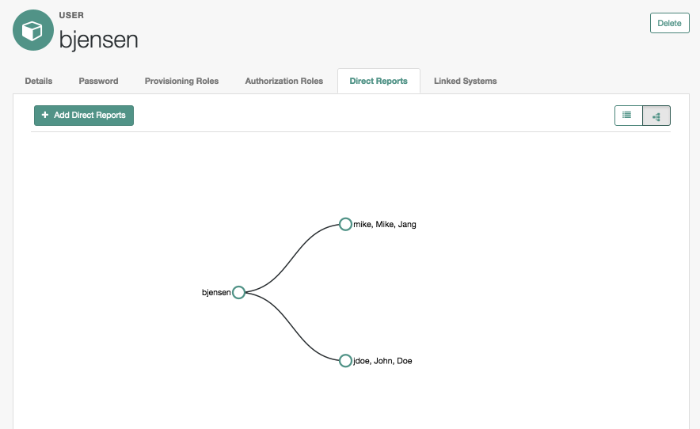 USER
bjensen
Delete
Details Password Provisioning Roles Authorization Roles Direct Reports Linked Systems
+ Add Direct Reports
mike, Mike, Jang
bjensen
jdoe, John, Doe